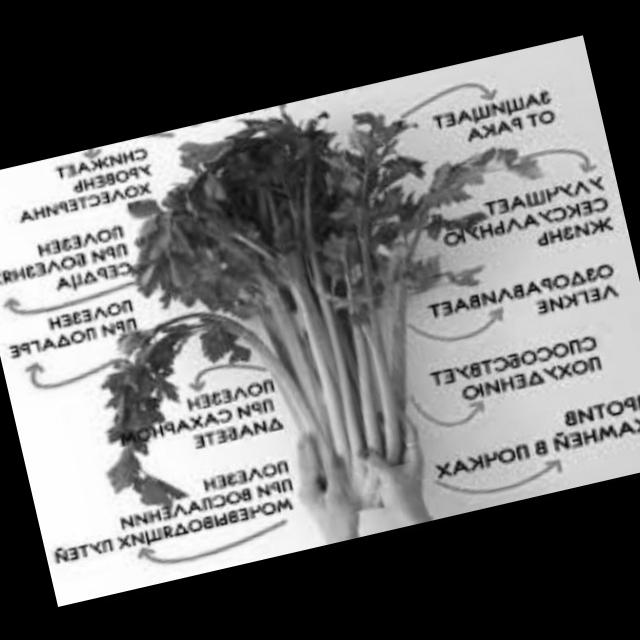 ЗАЩИЩАЕТ
ОТ РАКА
УЛУЧШАЕТ
СЕКСУАЛЬНУЮ
ЖИЗНЬ
ОЗДОРАВЛИВАЕТ
ЛЕГКИЕ
СПОСОБСТВУЕТ
ПОХУДЕНИЮ
ПРОТИВ
КАМНЕЙ В ПОЧКАХ
СНИЖАЕТ
УРОВЕНЬ
ХОЛЕСТЕРИНА
ПОЛЕЗЕН
ПРИ БОЛЕЗНЯХ
СЕРДЦА
ПОЛЕЗЕН
ПРИ ПОДАГРЕ
ПОЛЕЗЕН
ПРИ САХАРНОМ
ДИАБЕТЕ
ПОЛЕЗЕН
ПРИ ВОСПАЛЕНИИ
МОЧЕВЫВОДЯЩИХ ПУТЕЙ